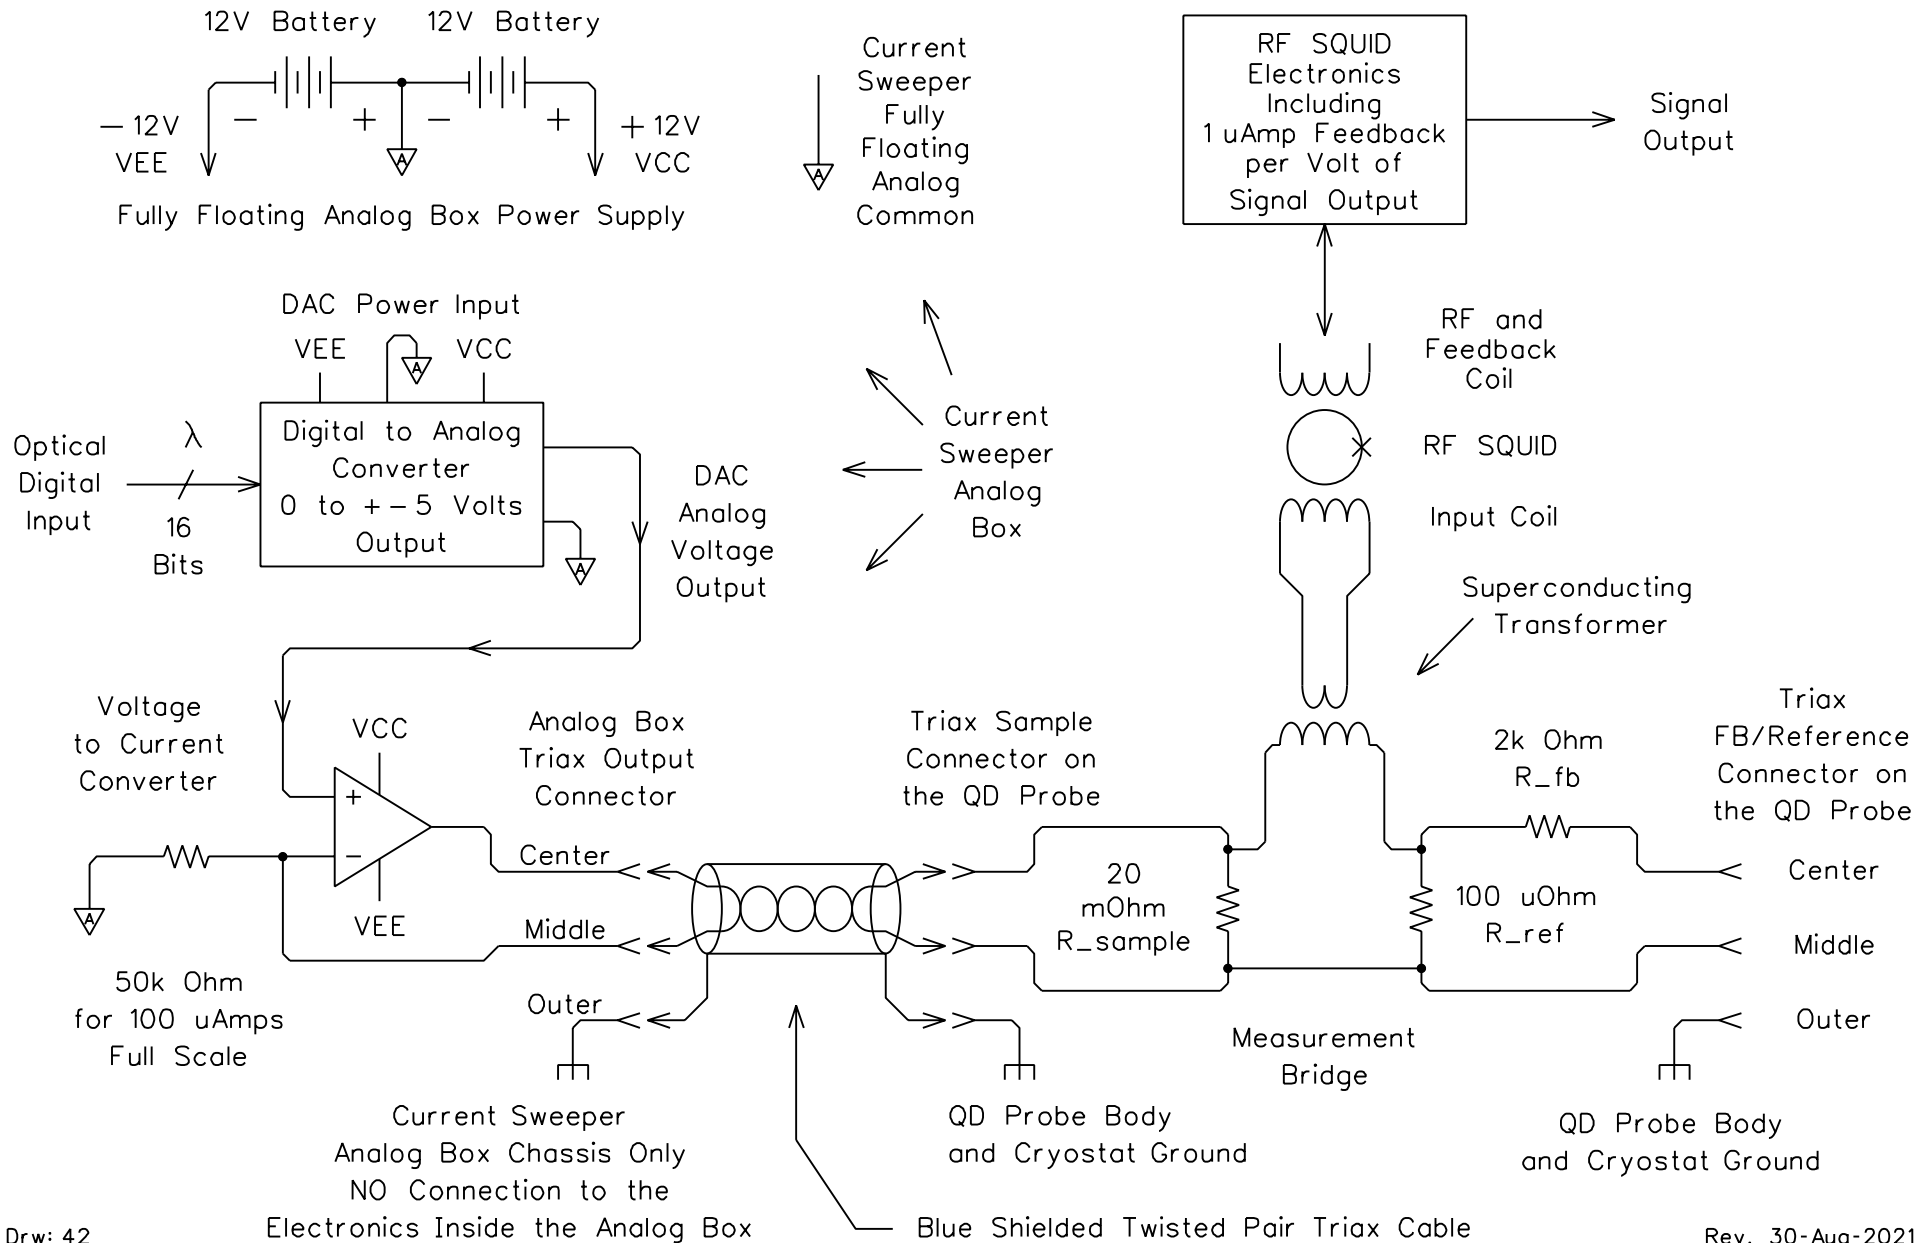 12V Battery
12V Battery
−
+
−
+
− 12V
VEE
A
+ 12V
VCC
Fully Floating Analog Box Power Supply
Current
Sweeper
Fully
Floating
Analog
Common
A
RF SQUID
Electronics
Including
1 uAmp Feedback
per Volt of
Signal Output
Signal
Output
DAC Power Input
VEE
VCC
A
Optical
Digital
Input
λ
16
Bits
Digital to Analog
Converter
0 to +−5 Volts
Output
A
DAC
Analog
Voltage
Output
Current
Sweeper
Analog
Box
RF and
Feedback
Coil
RF SQUID
Input Coil
Superconducting
Transformer
Voltage
to Current
Converter
VCC
+
−
VEE
A
50k Ohm
for 100 uAmps
Full Scale
Analog Box
Triax Output
Connector
Center
Middle
Outer
Triax Sample
Connector on
the QD Probe
20
mOhm
R_sample
2k Ohm
R_fb
100 uOhm
R_ref
Triax
FB/Reference
Connector on
the QD Probe
Center
Middle
Outer
Measurement
Bridge
Current Sweeper
Analog Box Chassis Only
NO Connection to the
Electronics Inside the Analog Box
QD Probe Body
and Cryostat Ground
QD Probe Body
and Cryostat Ground
Blue Shielded Twisted Pair Triax Cable
Drw: 42
Rev. 30-Aug-2021